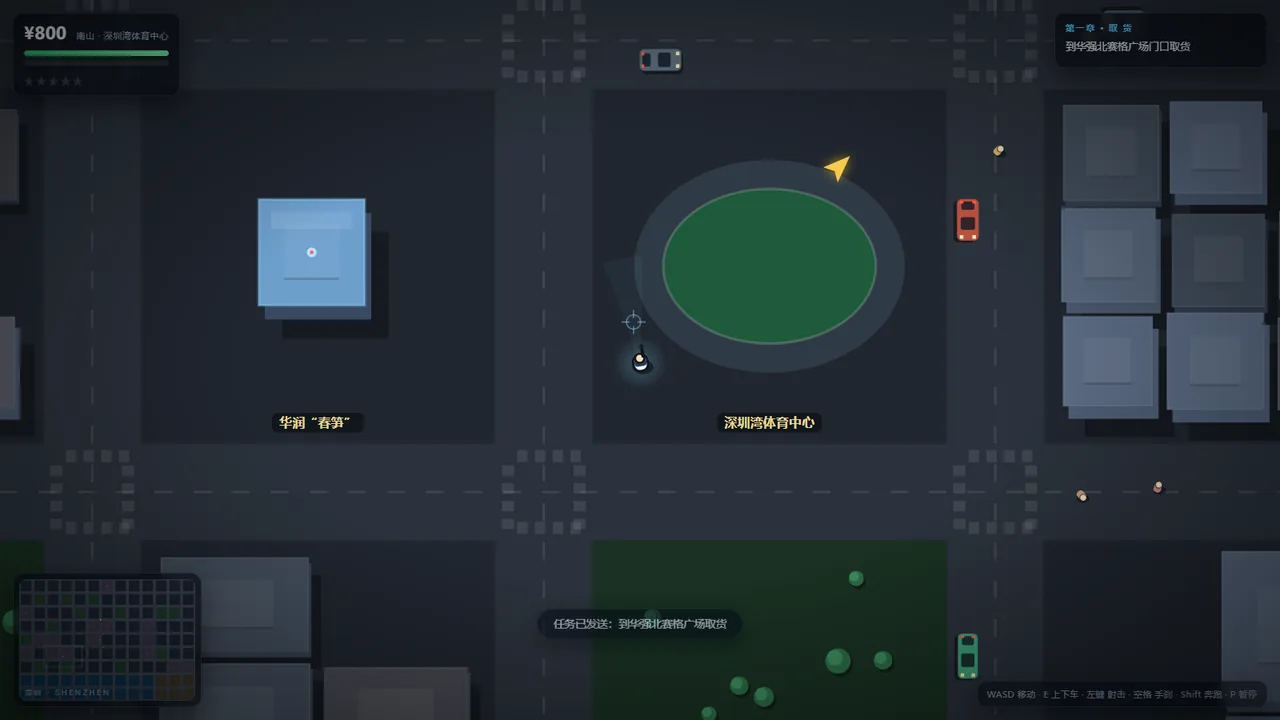 ¥800 南山 · 深圳湾体育中心
★★★★★
第一章 · 取 货
到华强北赛格广场门口取货
华润“春笋”
深圳湾体育中心
任务已发送：到华强北赛格广场取货
深圳 · SHENZHEN
WASD 移动 · E 上下车 · 左键 射击 · 空格 手刹 · Shift 奔跑 · P 暂停